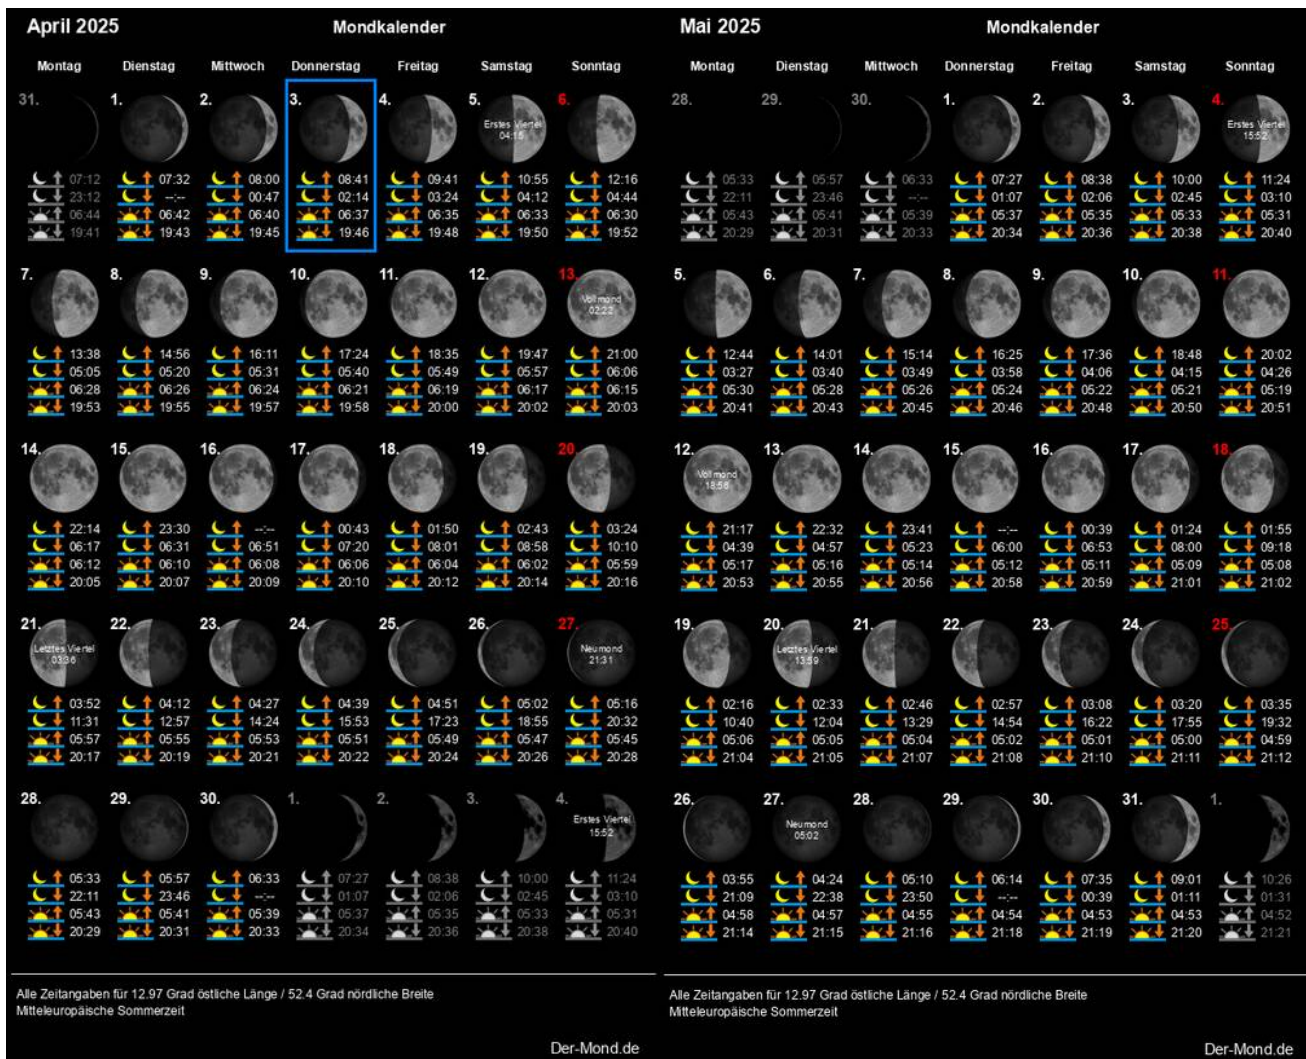 April 2025 Mondkalender
Montag Dienstag Mittwoch Donnerstag Freitag Samstag Sonntag
31. 1. 2. 3. 4. 5. 6.
Erstes Viertel
04:15
07:12 07:32 08:00 08:41 09:41 10:55 12:16
23:12 --:-- 00:47 02:14 03:24 04:12 04:44
06:44 06:42 06:40 06:37 06:35 06:33 06:30
19:41 19:43 19:45 19:46 19:48 19:50 19:52
7. 8. 9. 10. 11. 12. 13.
Vollmond
02:22
13:38 14:56 16:11 17:24 18:35 19:47 21:00
05:05 05:20 05:31 05:40 05:49 05:57 06:06
06:28 06:26 06:24 06:21 06:19 06:17 06:15
19:53 19:55 19:57 19:58 20:00 20:02 20:03
14. 15. 16. 17. 18. 19. 20.
22:14 23:30 --:-- 00:43 01:50 02:43 03:24
06:17 06:31 06:51 07:20 08:01 08:58 10:10
06:12 06:10 06:08 06:06 06:04 06:02 05:59
20:05 20:07 20:09 20:10 20:12 20:14 20:16
21. 22. 23. 24. 25. 26. 27.
Letztes Viertel Neumond
03:36 21:31
03:52 04:12 04:27 04:39 04:51 05:02 05:16
11:31 12:57 14:24 15:53 17:23 18:55 20:32
05:57 05:55 05:53 05:51 05:49 05:47 05:45
20:17 20:19 20:21 20:22 20:24 20:26 20:28
28. 29. 30. 1. 2. 3. 4.
Erstes Viertel
15:52
05:33 05:57 06:33 07:27 08:38 10:00 11:24
22:11 23:46 --:-- 01:07 02:06 02:45 03:10
05:43 05:41 05:39 05:37 05:35 05:33 05:31
20:29 20:31 20:33 20:34 20:36 20:38 20:40
Alle Zeitangaben für 12.97 Grad östliche Länge / 52.4 Grad nördliche Breite
Mitteleuropäische Sommerzeit
Der-Mond.de
Mai 2025 Mondkalender
Montag Dienstag Mittwoch Donnerstag Freitag Samstag Sonntag
28. 29. 30. 1. 2. 3. 4.
Erstes Viertel
15:52
05:33 05:57 06:33 07:27 08:38 10:00 11:24
22:11 23:46 --:-- 01:07 02:06 02:45 03:10
05:43 05:41 05:39 05:37 05:35 05:33 05:31
20:29 20:31 20:33 20:34 20:36 20:38 20:40
5. 6. 7. 8. 9. 10. 11.
12:44 14:01 15:14 16:25 17:36 18:48 20:02
03:27 03:40 03:49 03:58 04:06 04:15 04:26
05:30 05:28 05:26 05:24 05:22 05:21 05:19
20:41 20:43 20:45 20:46 20:48 20:50 20:51
12. 13. 14. 15. 16. 17. 18.
Vollmond
18:56
21:17 22:32 23:41 --:-- 00:39 01:24 01:55
04:39 04:57 05:23 06:00 06:53 08:00 09:18
05:17 05:16 05:14 05:12 05:11 05:09 05:08
20:53 20:55 20:56 20:58 20:59 21:01 21:02
19. 20. 21. 22. 23. 24. 25.
Letztes Viertel
13:59
02:16 02:33 02:46 02:57 03:08 03:20 03:35
10:40 12:04 13:29 14:54 16:22 17:55 19:32
05:06 05:05 05:04 05:02 05:01 05:00 04:59
21:04 21:05 21:07 21:08 21:10 21:11 21:12
26. 27. 28. 29. 30. 31. 1.
Neumond
05:02
03:55 04:24 05:10 06:14 07:35 09:01 10:26
21:09 22:38 23:50 --:-- 00:39 01:11 01:31
04:58 04:57 04:55 04:54 04:53 04:53 04:52
21:14 21:15 21:16 21:18 21:19 21:20 21:21
Alle Zeitangaben für 12.97 Grad östliche Länge / 52.4 Grad nördliche Breite
Mitteleuropäische Sommerzeit
Der-Mond.de